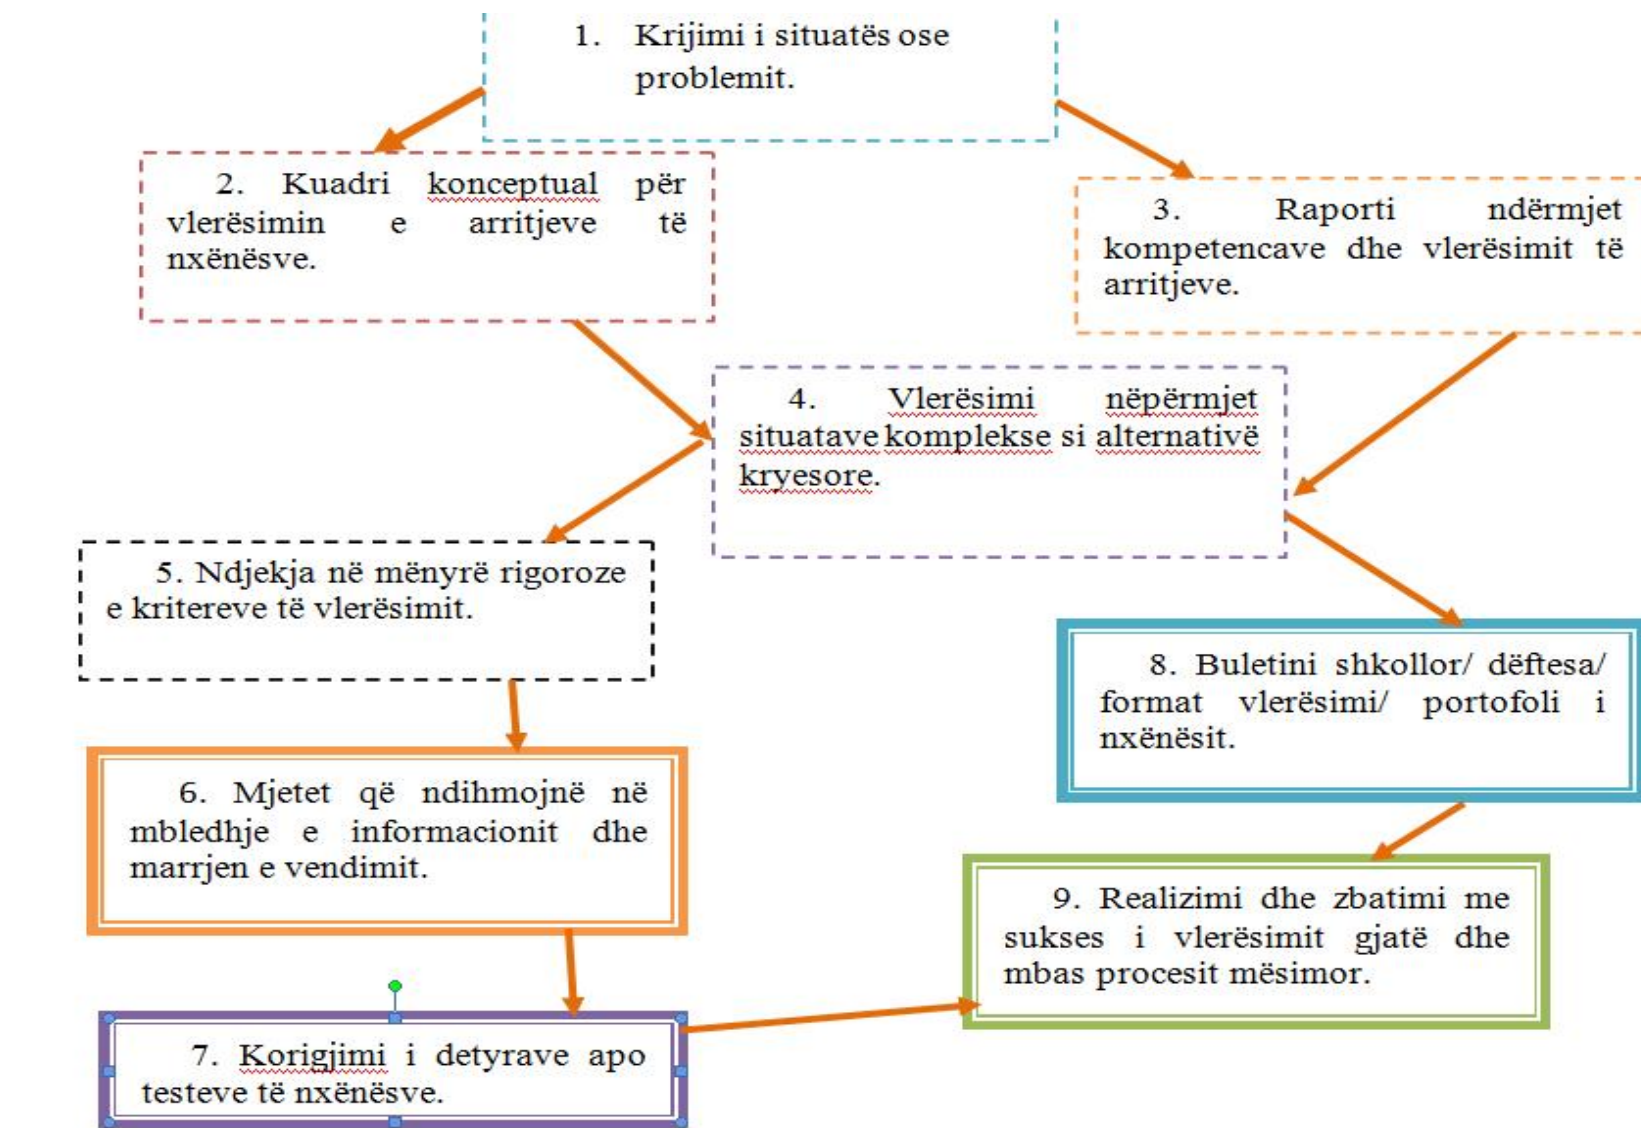 1. Krijimi i situatës ose
problemit.
2. Kuadri konceptual për
vlerësimin e arritjeve të
nxënësve.
3. Raporti ndërmjet
kompetencave dhe vlerësimit të
arritjeve.
4. Vlerësimi nëpërmjet
situatave komplekse si alternativë
kryesore.
5. Ndjekja në mënyrë rigoroze
e kritereve të vlerësimit.
6. Mjetet që ndihmojnë në
mbledhje e informacionit dhe
marrjen e vendimit.
7. Korigjimi i detyrave apo
testeve të nxënësve.
8. Buletini shkollor/ dëftesa/
format vlerësimi/ portofoli i
nxënësit.
9. Realizimi dhe zbatimi me
sukses i vlerësimit gjatë dhe
mbas procesit mësimor.